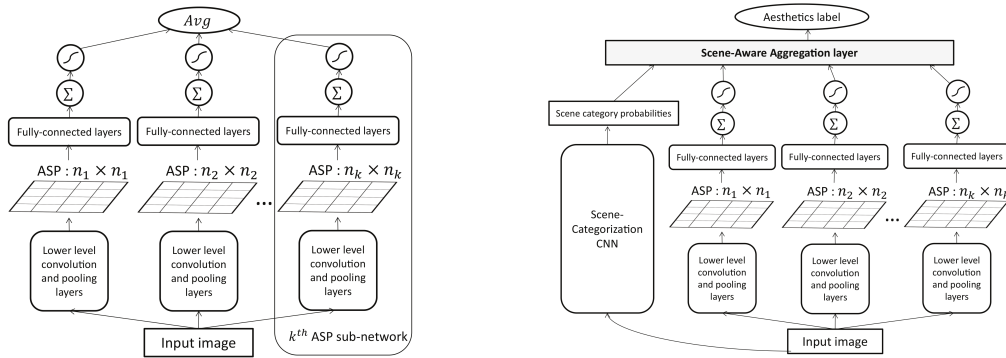 Avg
Σ Σ Σ
Fully-connected layers Fully-connected layers Fully-connected layers
ASP : n₁ × n₁ ASP : n₂ × n₂ ASP : nₖ × nₖ
...
Lower level
convolution
and pooling
layers
Lower level
convolution
and pooling
layers
Lower level
convolution
and pooling
layers
Input image
kᵗʰ ASP sub-network
Aesthetics label
Scene-Aware Aggregation layer
Scene category probabilities
Σ Σ Σ
Fully-connected layers Fully-connected layers Fully-connected layers
ASP : n₁ × n₁ ASP : n₂ × n₂ ASP : nₖ × nₖ
...
Scene-
Categorization
CNN
Lower level
convolution
and pooling
layers
Lower level
convolution
and pooling
layers
Lower level
convolution
and pooling
layers
Input image